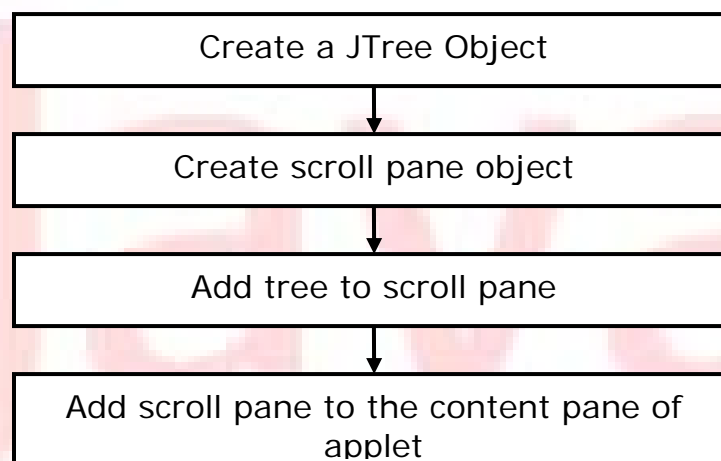 Create a JTree Object
Create scroll pane object
Add tree to scroll pane
Add scroll pane to the content pane of
applet